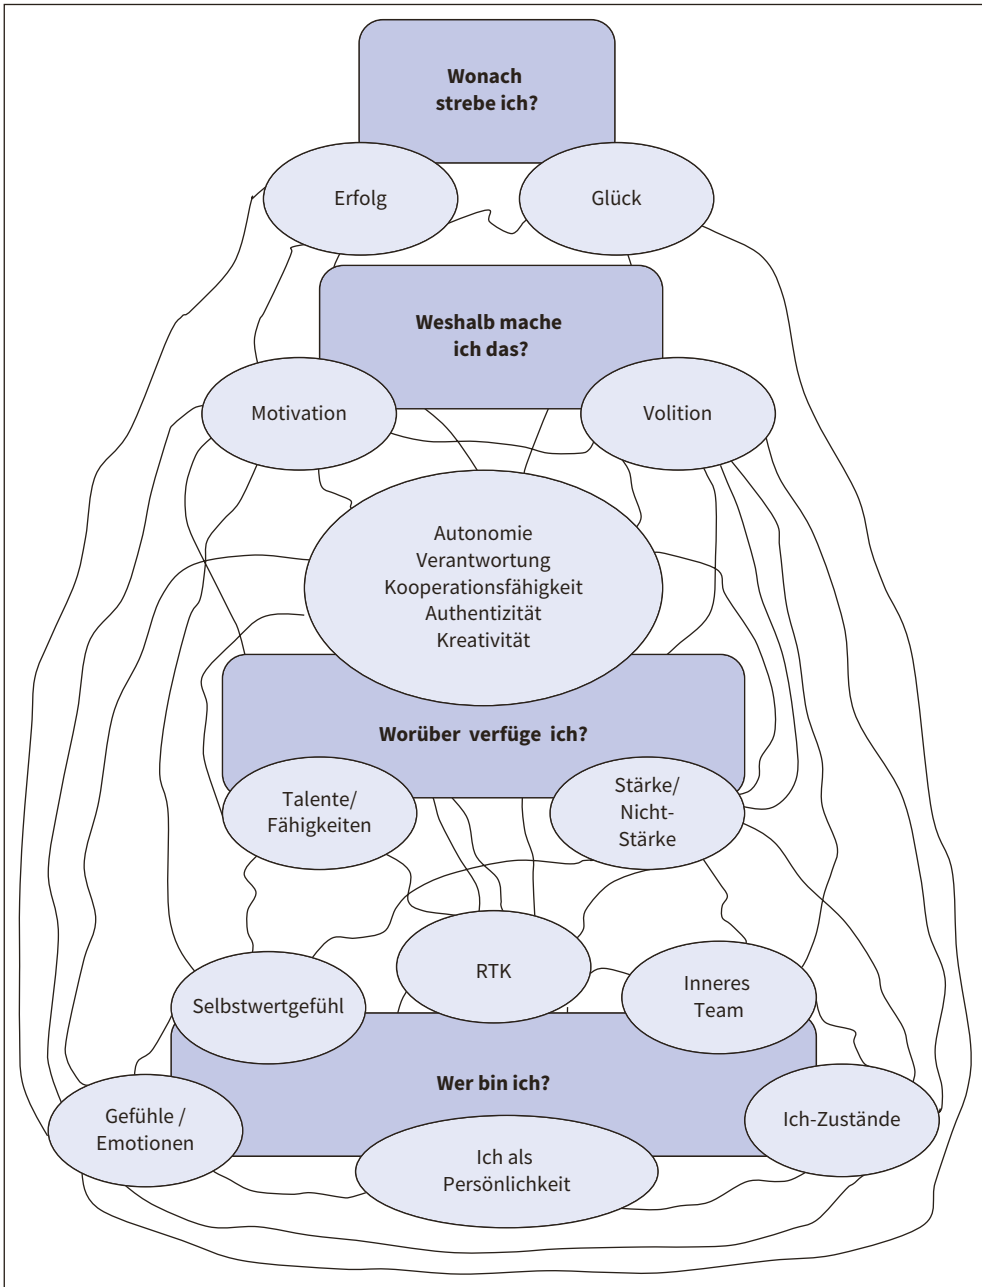 Wonach
strebe ich?
Erfolg
Glück
Weshalb mache
ich das?
Motivation
Volition
Autonomie
Verantwortung
Kooperationsfähigkeit
Authentizität
Kreativität
Worüber verfüge ich?
Talente/
Fähigkeiten
Stärke/
Nicht-
Stärke
RTK
Selbstwertgefühl
Inneres
Team
Wer bin ich?
Gefühle /
Emotionen
Ich-Zustände
Ich als
Persönlichkeit